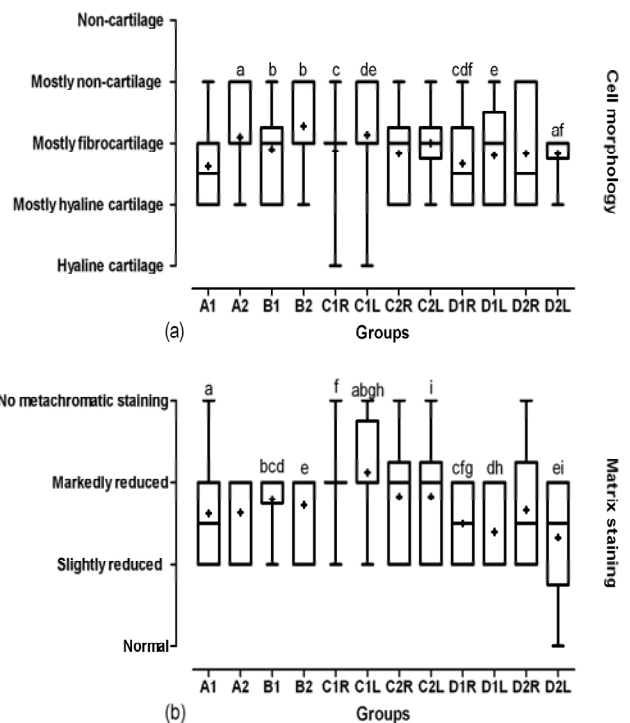 Non-cartilage
a b b c de cdf e
Mostly non-cartilage
Mostly fibrocartilage
af
Mostly hyaline cartilage
Hyaline cartilage
Cell morphology
A1 A2 B1 B2 C1R C1L C2R C2L D1R D1L D2R D2L
(a)
Groups
a f abgh i
No metachromatic staining
bcd e cfg dh ei
Markedly reduced
Slightly reduced
Normal
Matrix staining
A1 A2 B1 B2 C1R C1L C2R C2L D1R D1L D2R D2L
(b)
Groups